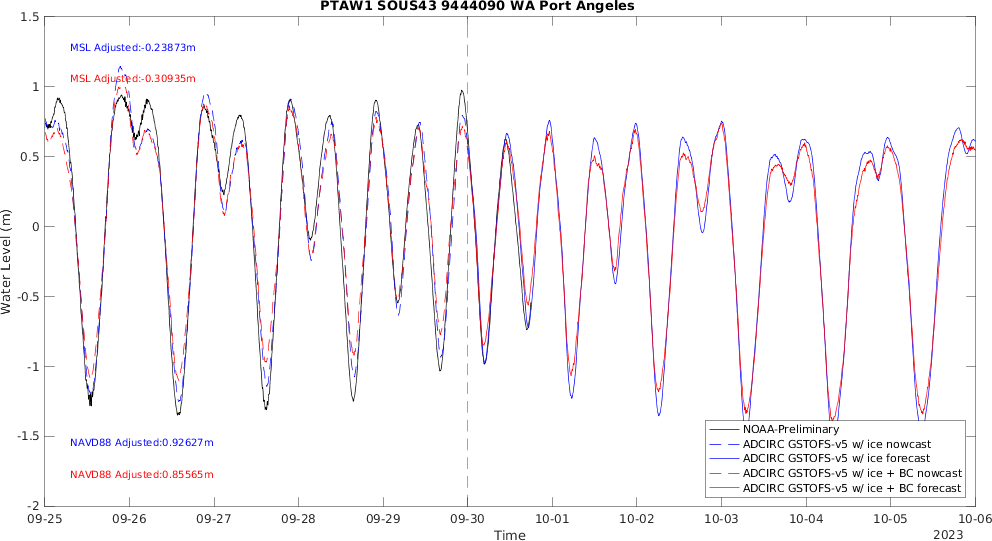 PTAW1 SOUS43 9444090 WA Port Angeles
1.5
1
0.5
0
-0.5
-1
-1.5
-2
Water Level (m)
MSL Adjusted:-0.23873m
MSL Adjusted:-0.30935m
NAVD88 Adjusted:0.92627m
NAVD88 Adjusted:0.85565m
NOAA-Preliminary
ADCIRC GSTOFS-v5 w/ ice nowcast
ADCIRC GSTOFS-v5 w/ ice forecast
ADCIRC GSTOFS-v5 w/ ice + BC nowcast
ADCIRC GSTOFS-v5 w/ ice + BC forecast
09-25 09-26 09-27 09-28 09-29 09-30 10-01 10-02 10-03 10-04 10-05 10-06
Time
2023